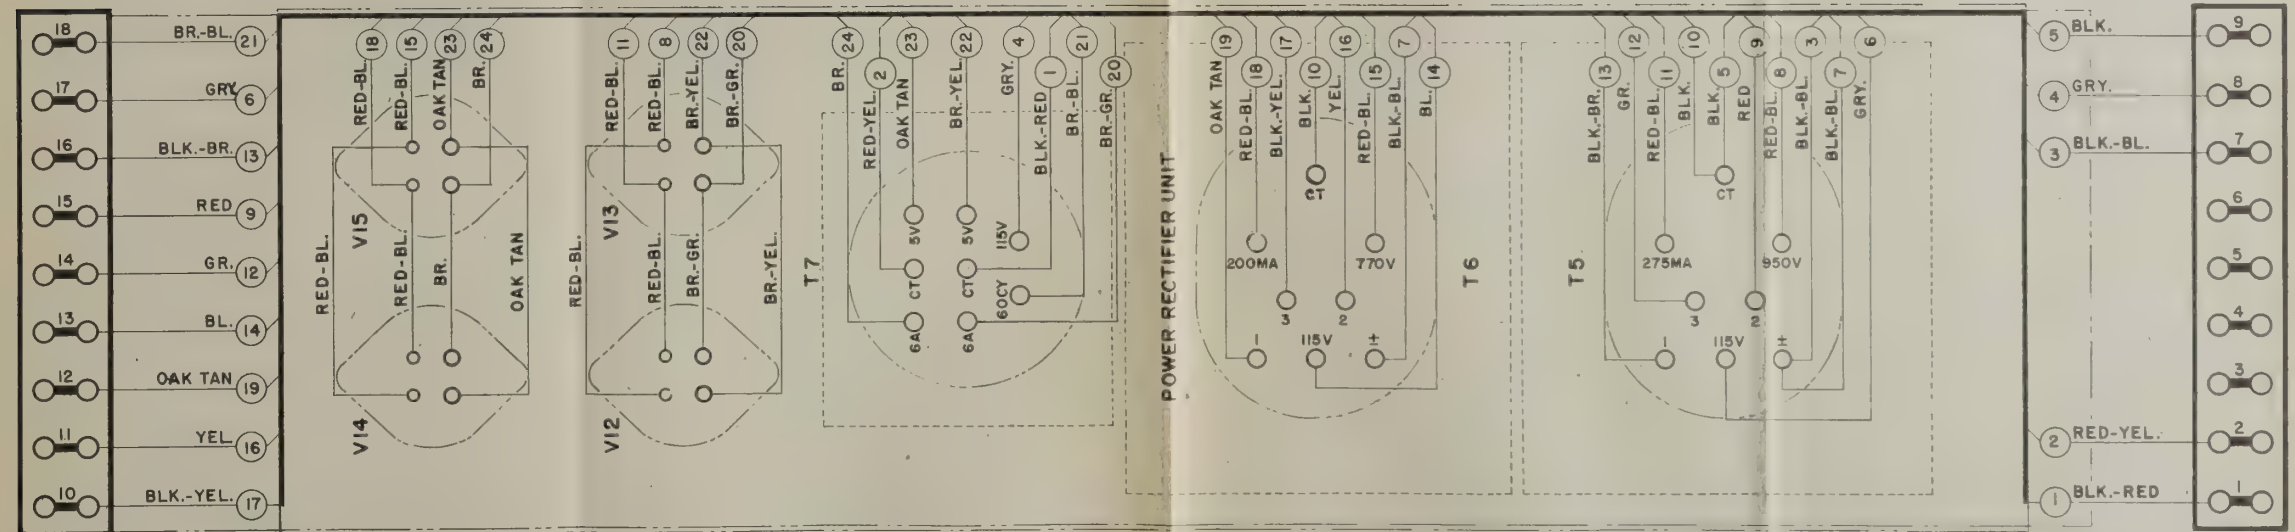 18 BR.-BL. 21
17 GRY. 6
16 BLK.-BR. 13
15 RED 9
14 GR. 12
13 BL. 14
12 OAK TAN 19
11 YEL. 16
10 BLK.-YEL. 17
18 15 23 24
RED-BL. RED-BL. OAK TAN BR.
V15
RED-BL. RED-BL. BR. OAK TAN
V14
11 8 22 20
RED-BL. RED-BL. BR.-YEL. BR.-GR.
V13
RED-BL. RED-BL. BR.-GR. BR.-YEL.
V12
24 2 23 22 4 1 21 20
BR. RED-YEL. OAK TAN BR.-YEL. GRY. BLK.-RED BR.-BL. BR.-GR.
5V 5V 115V
CT CT 60CY
6A 6A
T7
POWER RECTIFIER UNIT
19 18 17 10 16 15 7 14
OAK TAN RED-BL. BLK.-YEL. BLK. YEL. RED-BL. BLK.-BL. BL.
CT
200MA 770V
3 2
1 115V 1+
T6
T5
13 12 11 10 5 9 8 3 7 6
BLK.-BR. GR. RED-BL. BLK. BLK. RED RED-BL. BLK.-BL. BLK.-BL. GRY.
CT
275MA 950V
3 2
1 115V 1+
5 BLK. 9
4 GRY. 8
3 BLK.-BL. 7
6
5
4
3
2 RED-YEL. 2
1 BLK.-RED 1